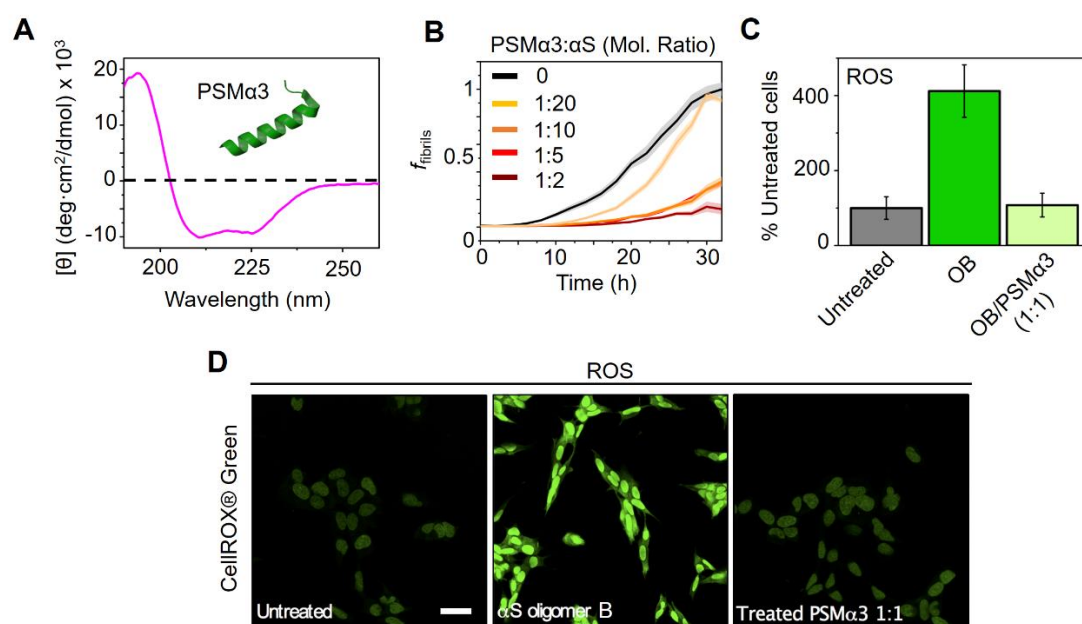 A
[θ] (deg·cm²/dmol) x 10³
20
10
0
-10
PSMα3
200
225
250
Wavelength (nm)
B
PSMα3:αS (Mol. Ratio)
0
1:20
1:10
1:5
1:2
f fibrils
1
0.5
0
0
10
20
30
Time (h)
C
ROS
% Untreated cells
400
200
0
Untreated
OB
OB/PSMα3
(1:1)
D
ROS
CellROX® Green
Untreated
αS oligomer B
Treated PSMα3 1:1